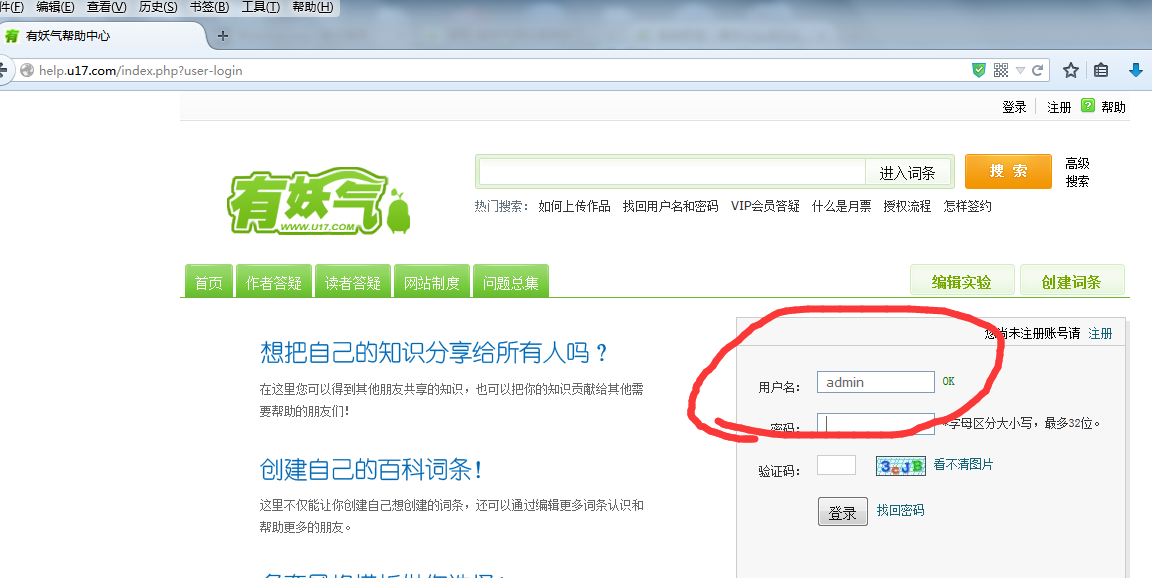 件(F) 编辑(E) 查看(V) 历史(S) 书签(B) 工具(T) 帮助(H)
有 有妖气帮助中心 +
help.u17.com/index.php?user-login
登录 注册 ? 帮助
有妖气
WWW.U17.COM
进入词条 搜 索 高级搜索
热门搜索： 如何上传作品 找回用户名和密码 VIP会员答疑 什么是月票 授权流程 怎样签约
首页 作者答疑 读者答疑 网站制度 问题总集 编辑实验 创建词条
想把自己的知识分享给所有人吗？
在这里您可以得到其他朋友共享的知识，也可以把你的知识贡献给其他需
要帮助的朋友们！
创建自己的百科词条！
这里不仅能让你创建自己想创建的词条，还可以通过编辑更多词条认识和
帮助更多的朋友。
您尚未注册账号请 注册
用户名： admin OK
密码： *字母区分大小写，最多32位。
验证码： 3eJB 看不清图片
登录 找回密码